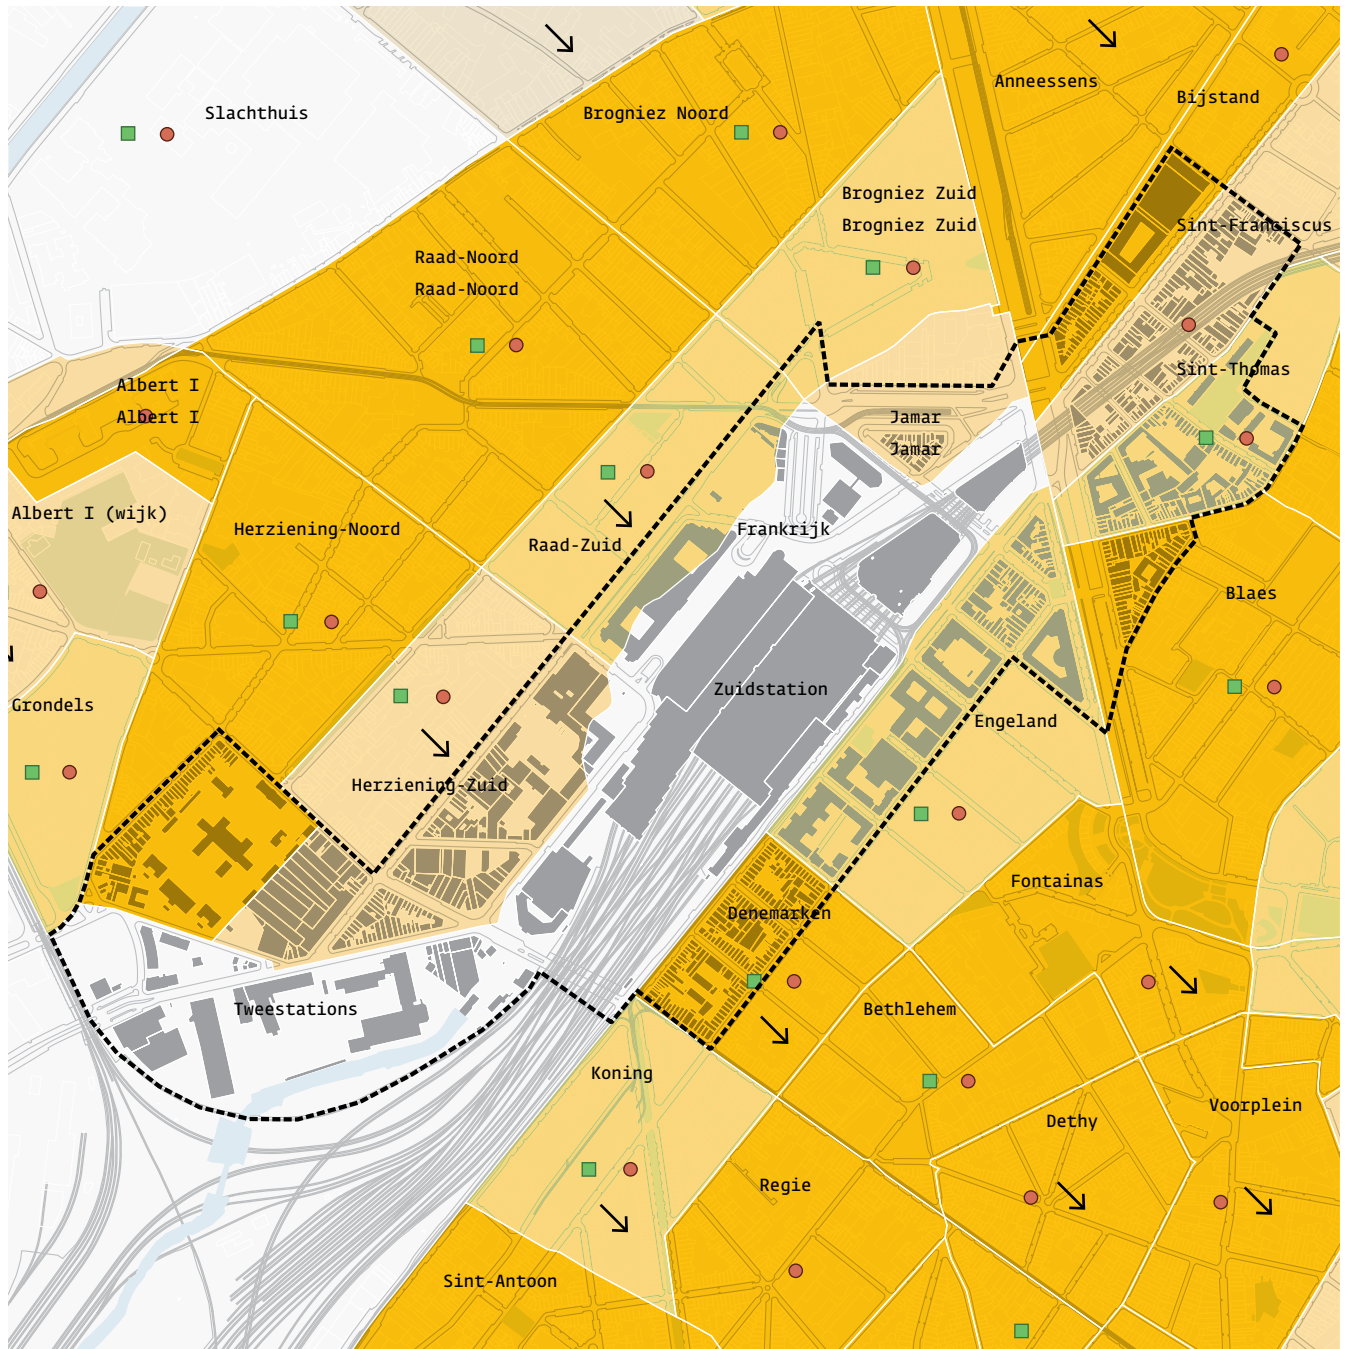 Anneessens
Bijstand
Slachthuis
Brogniez Noord
Brogniez Zuid
Brogniez Zuid
Sint-Franciscus
Raad-Noord
Raad-Noord
Sint-Thomas
Albert I
Albert I
Jamar
Jamar
Albert I (wijk)
Herziening-Noord
Frankrijk
Raad-Zuid
Blaes
Zuidstation
Grondels
Engeland
Herziening-Zuid
Fontainas
Denemarken
Tweestations
Bethlehem
Koning
Voorplein
Dethy
Regie
Sint-Antoon